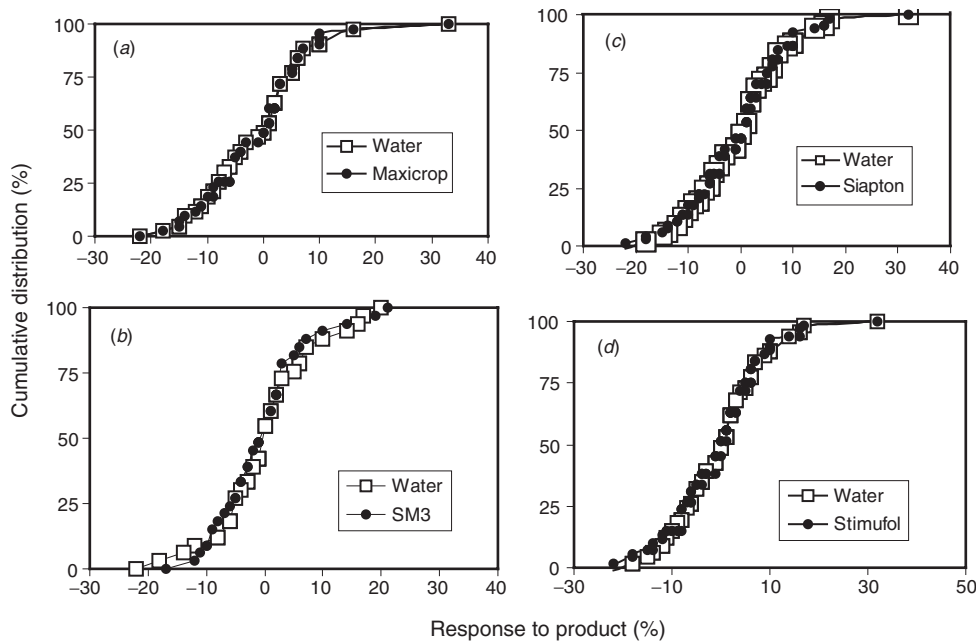 Cumulative distribution (%)
(a)
100
75
50
25
0
Water
Maxicrop
−30 −20 −10 0 10 20 30 40
(c)
100
75
50
25
0
Water
Siapton
−30 −20 −10 0 10 20 30 40
(b)
100
75
50
25
0
Water
SM3
−30 −20 −10 0 10 20 30 40
(d)
100
75
50
25
0
Water
Stimufol
−30 −10 10 30 50
Response to product (%)